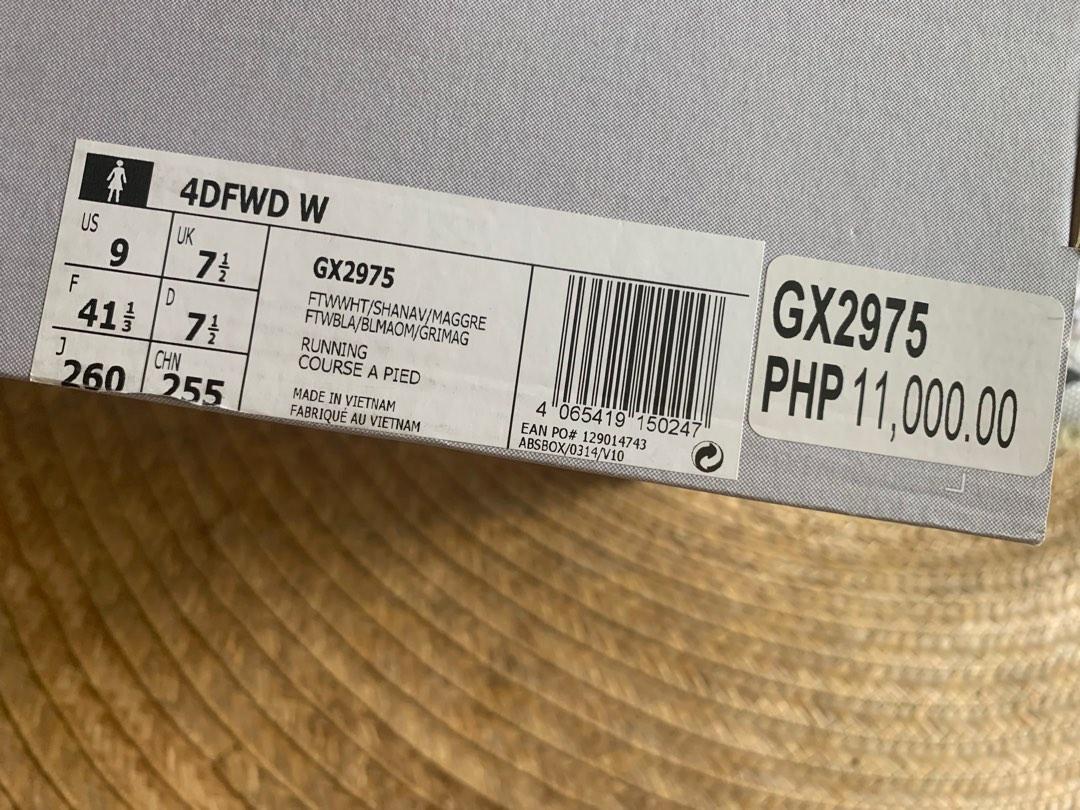 4DFWD W
US 9
UK 7½
F 41⅓
D 7½
J 260
CHN 255
GX2975
FTWWHT/SHANAV/MAGGRE
FTWBLA/BLMAOM/GRIMAG
RUNNING
COURSE A PIED
MADE IN VIETNAM
FABRIQUÉ AU VIETNAM
4 065419 150247
EAN PO# 129014743
ABSBOX/0314/V10
GX2975
PHP 11,000.00